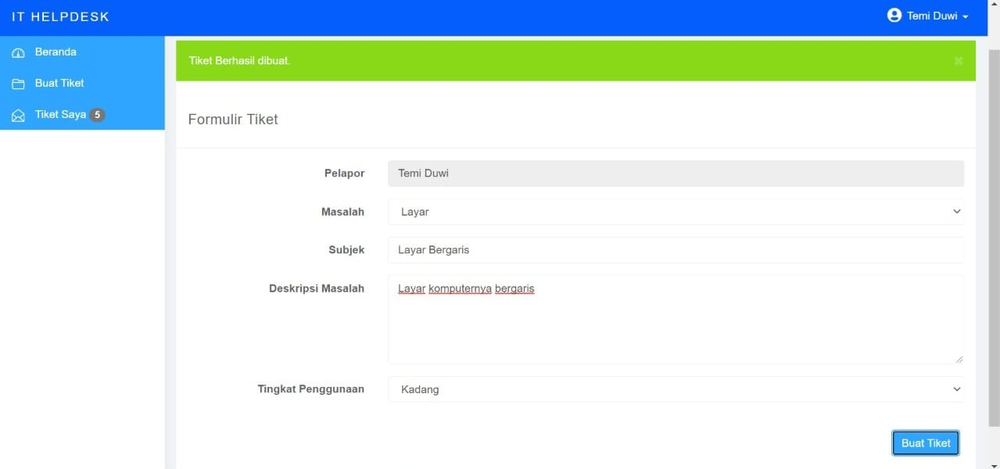 IT HELPDESK
Temi Duwi
Beranda
Buat Tiket
Tiket Saya 5
Tiket Berhasil dibuat.
×
Formulir Tiket
Pelapor Temi Duwi
Masalah Layar
Subjek Layar Bergaris
Deskripsi Masalah Layar komputernya bergaris
Tingkat Penggunaan Kadang
Buat Tiket